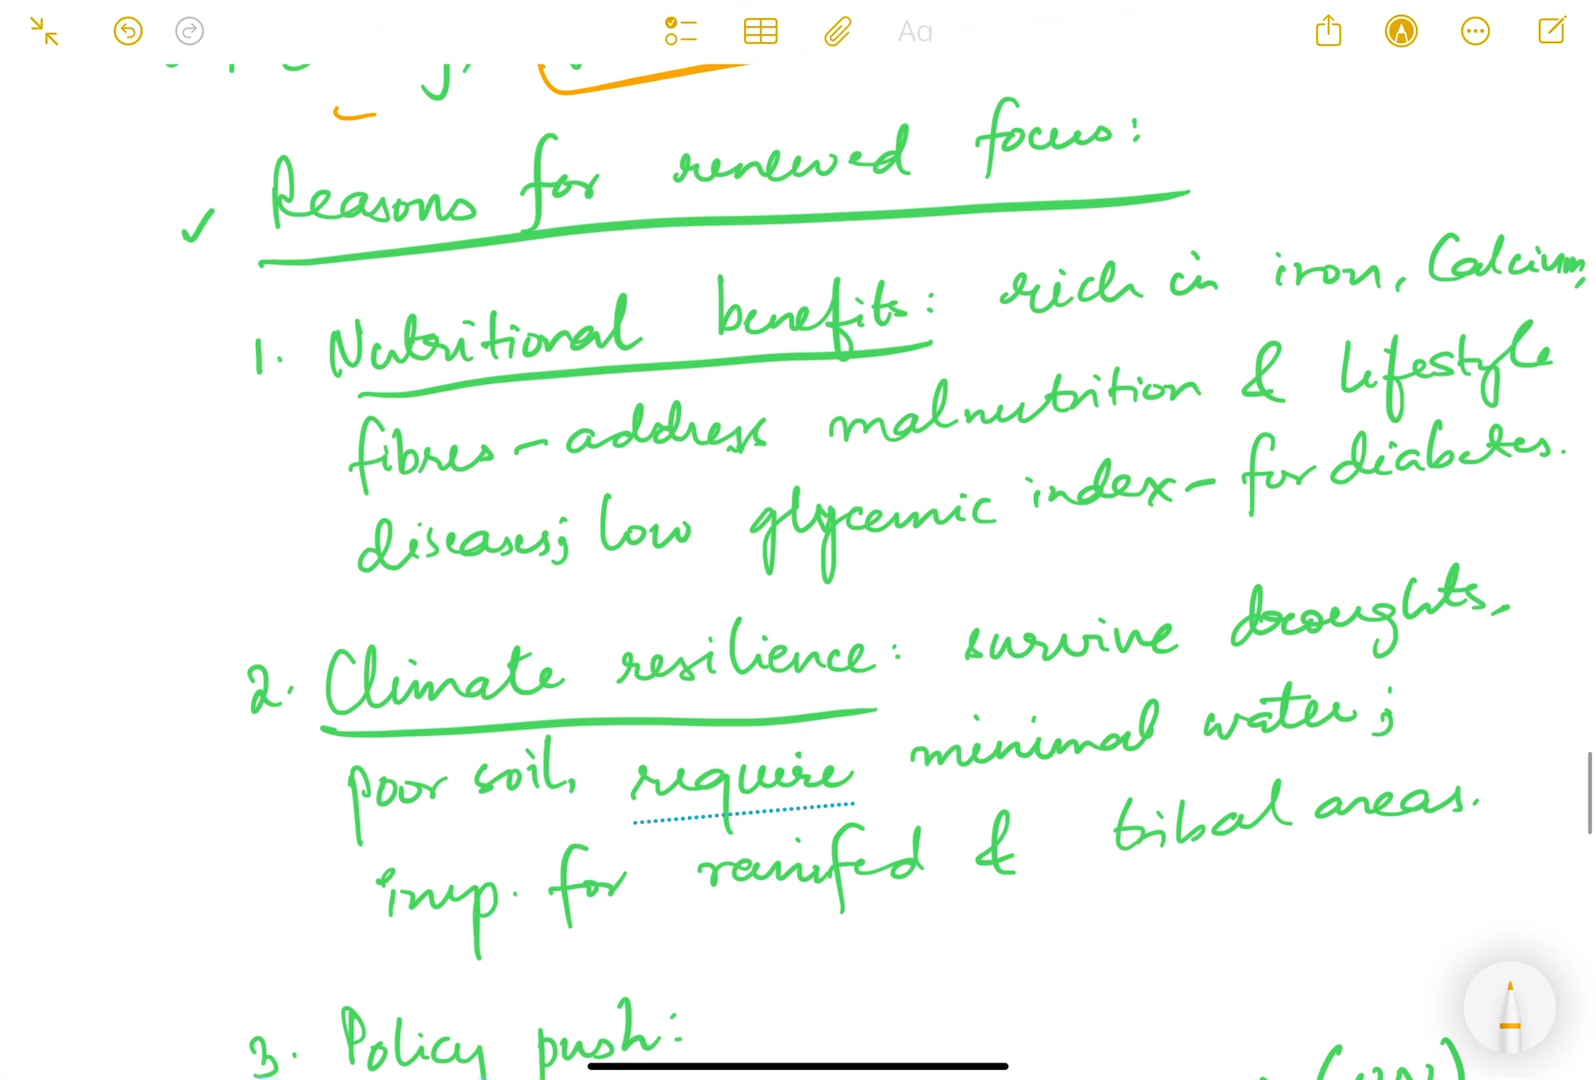 Aa
✓ Reasons for renewed focus:
1. Nutritional benefits: rich in iron, Calcium,
fibres - address malnutrition & lifestyle
diseases; low glycemic index - for diabetes.
2. Climate resilience: survive droughts,
poor soil, require minimal water;
imp. for rainfed & tribal areas.
3. Policy push: